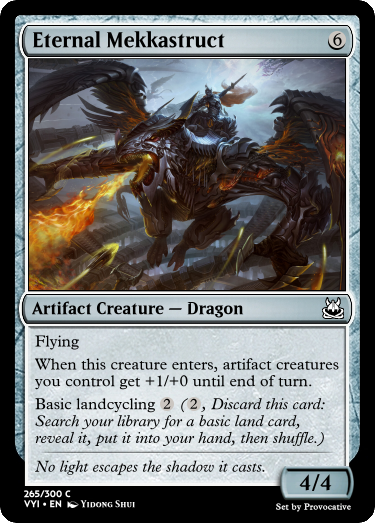 Eternal Mekkastruct 6
Artifact Creature — Dragon
Flying
When this creature enters, artifact creatures
you control get +1/+0 until end of turn.
Basic landcycling 2 (2, Discard this card:
Search your library for a basic land card,
reveal it, put it into your hand, then shuffle.)
No light escapes the shadow it casts.
4/4
265/300 C
VYI • EN Yidong Shui
Set by Provocative